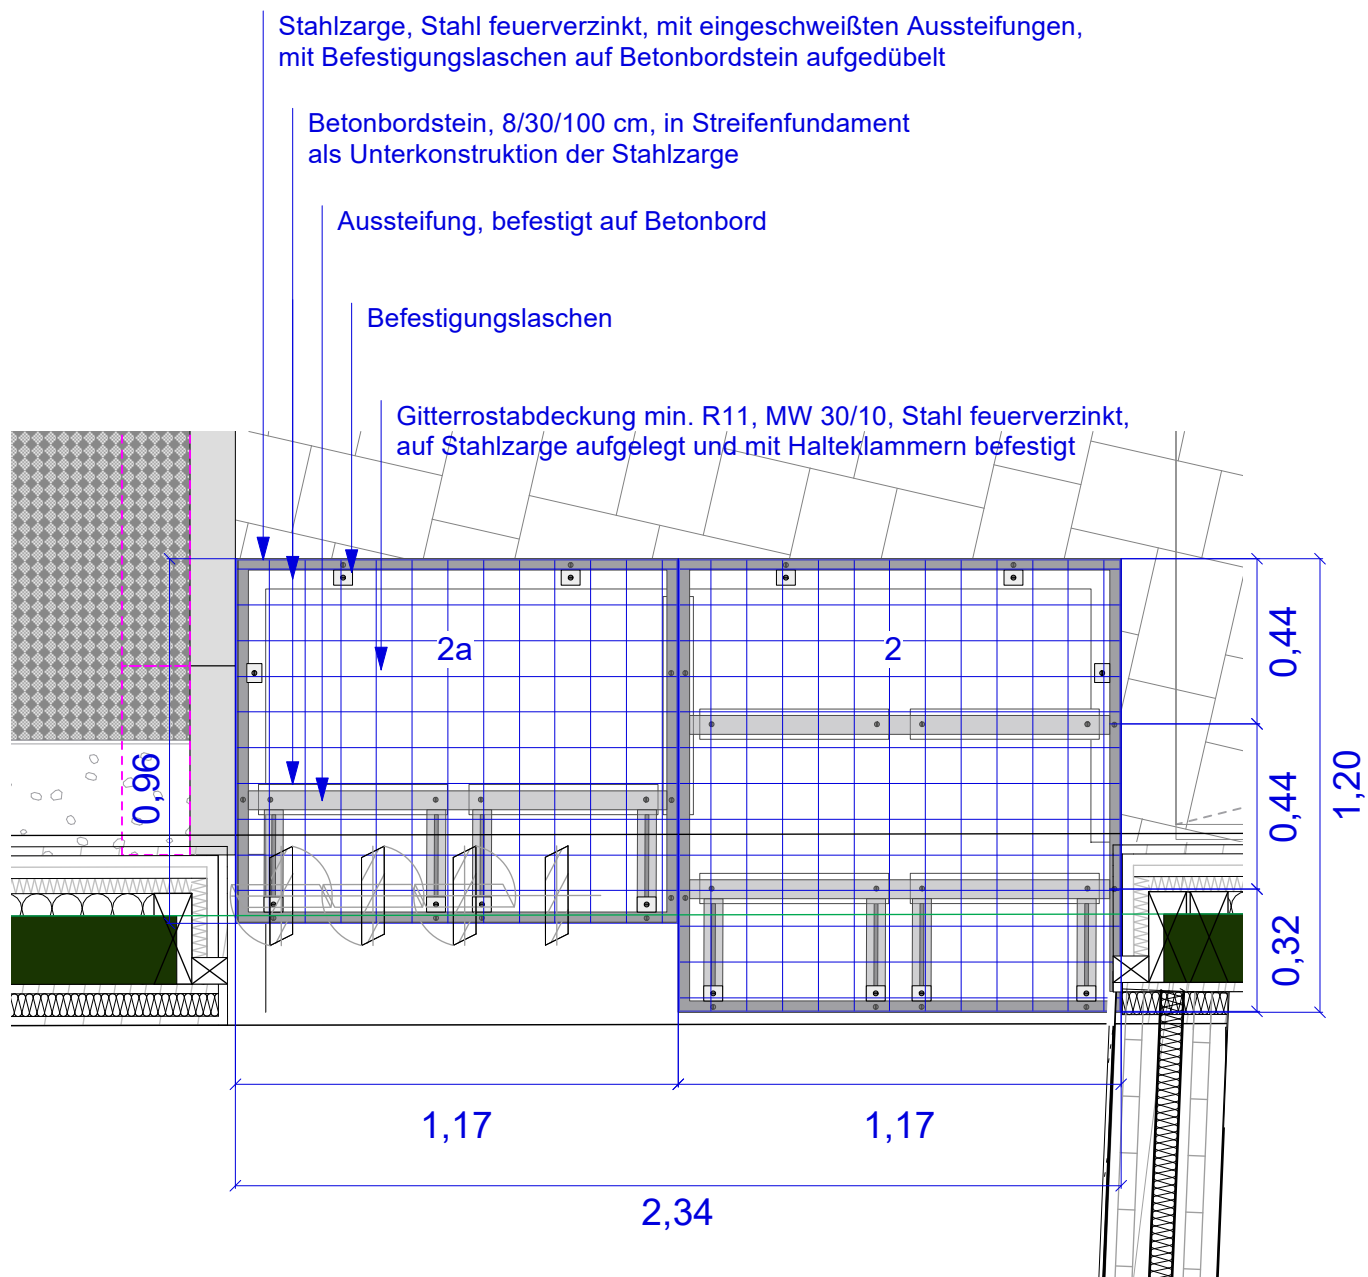 Stahlzarge, Stahl feuerverzinkt, mit eingeschweißten Aussteifungen,
mit Befestigungslaschen auf Betonbordstein aufgedübelt
Betonbordstein, 8/30/100 cm, in Streifenfundament
als Unterkonstruktion der Stahlzarge
Aussteifung, befestigt auf Betonbord
Befestigungslaschen
Gitterrostabdeckung min. R11, MW 30/10, Stahl feuerverzinkt,
auf Stahlzarge aufgelegt und mit Halteklammern befestigt
2a
2
0,44
0,96
0,44
1,20
0,32
1,17
1,17
2,34